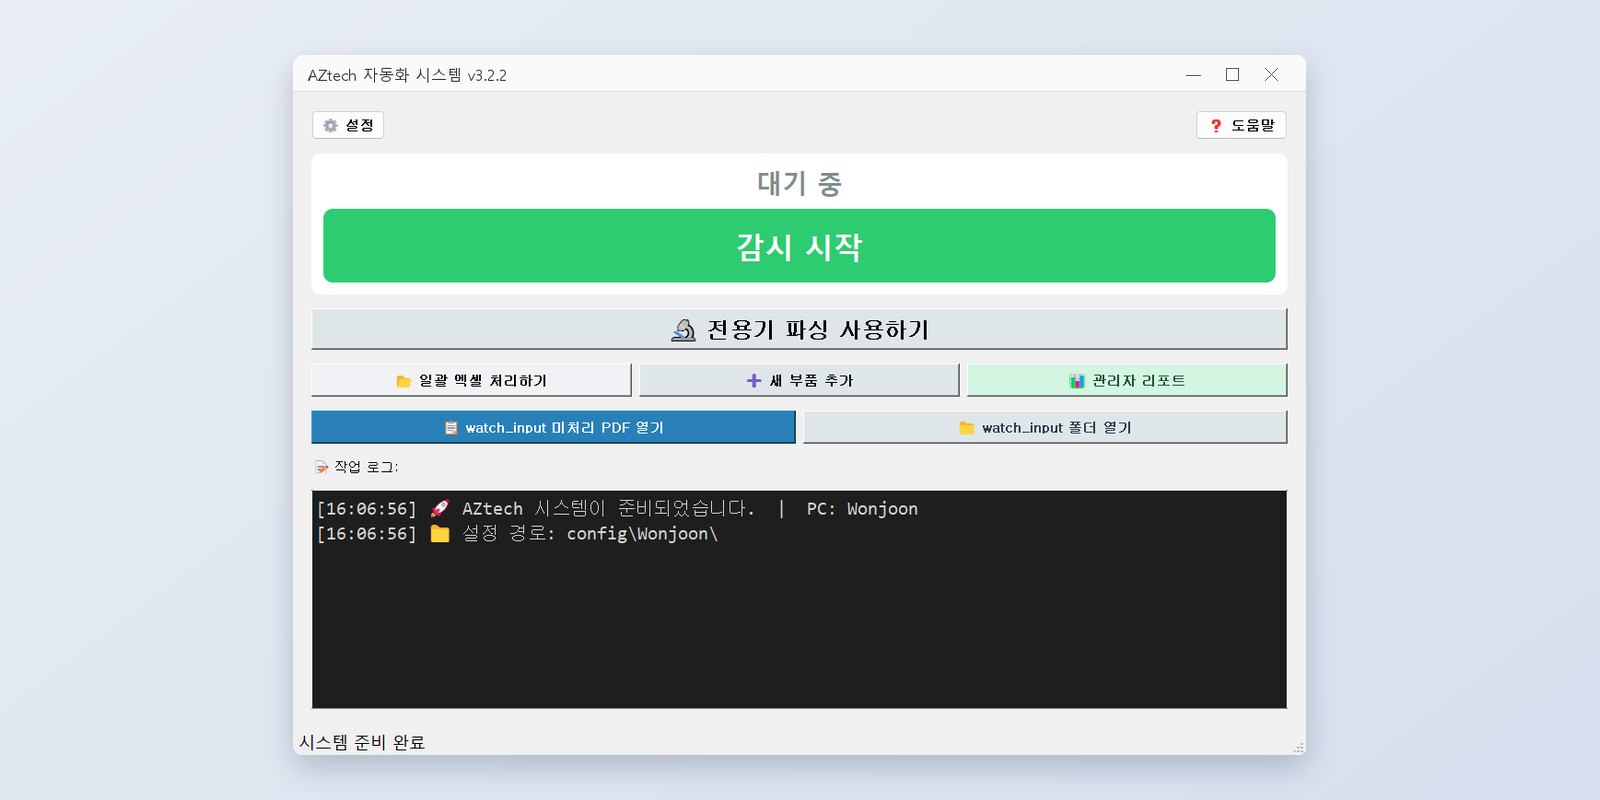 AZtech 자동화 시스템 v3.2.2
설정
도움말
대기 중
감시 시작
전용기 파싱 사용하기
일괄 엑셀 처리하기
새 부품 추가
관리자 리포트
watch_input 미처리 PDF 열기
watch_input 폴더 열기
작업 로그:
[16:06:56] 🚀 AZtech 시스템이 준비되었습니다. | PC: Wonjoon
[16:06:56] 📁 설정 경로: config\Wonjoon\
시스템 준비 완료